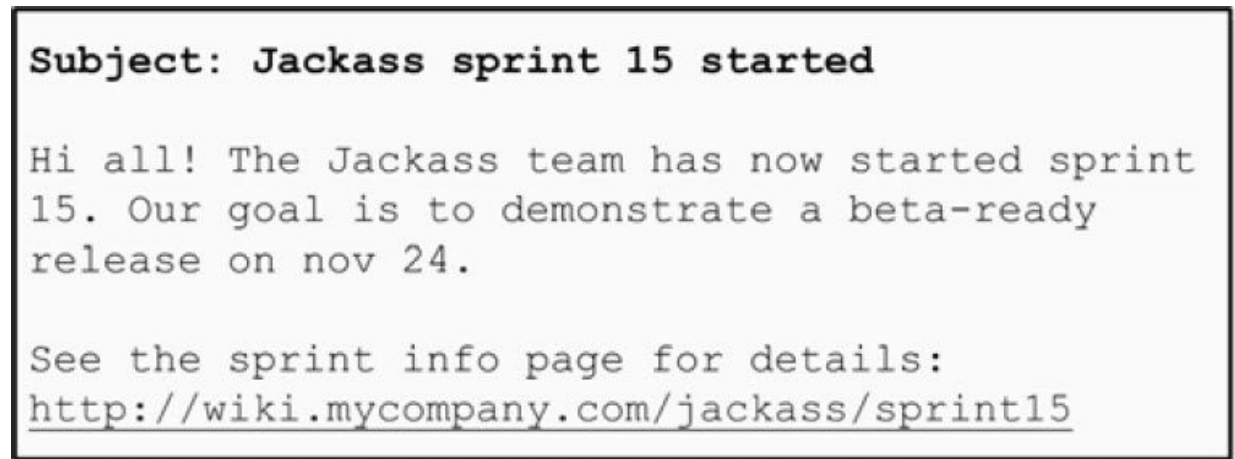 Subject: Jackass sprint 15 started
Hi all! The Jackass team has now started sprint
15. Our goal is to demonstrate a beta-ready
release on nov 24.
See the sprint info page for details:
http://wiki.mycompany.com/jackass/sprint15